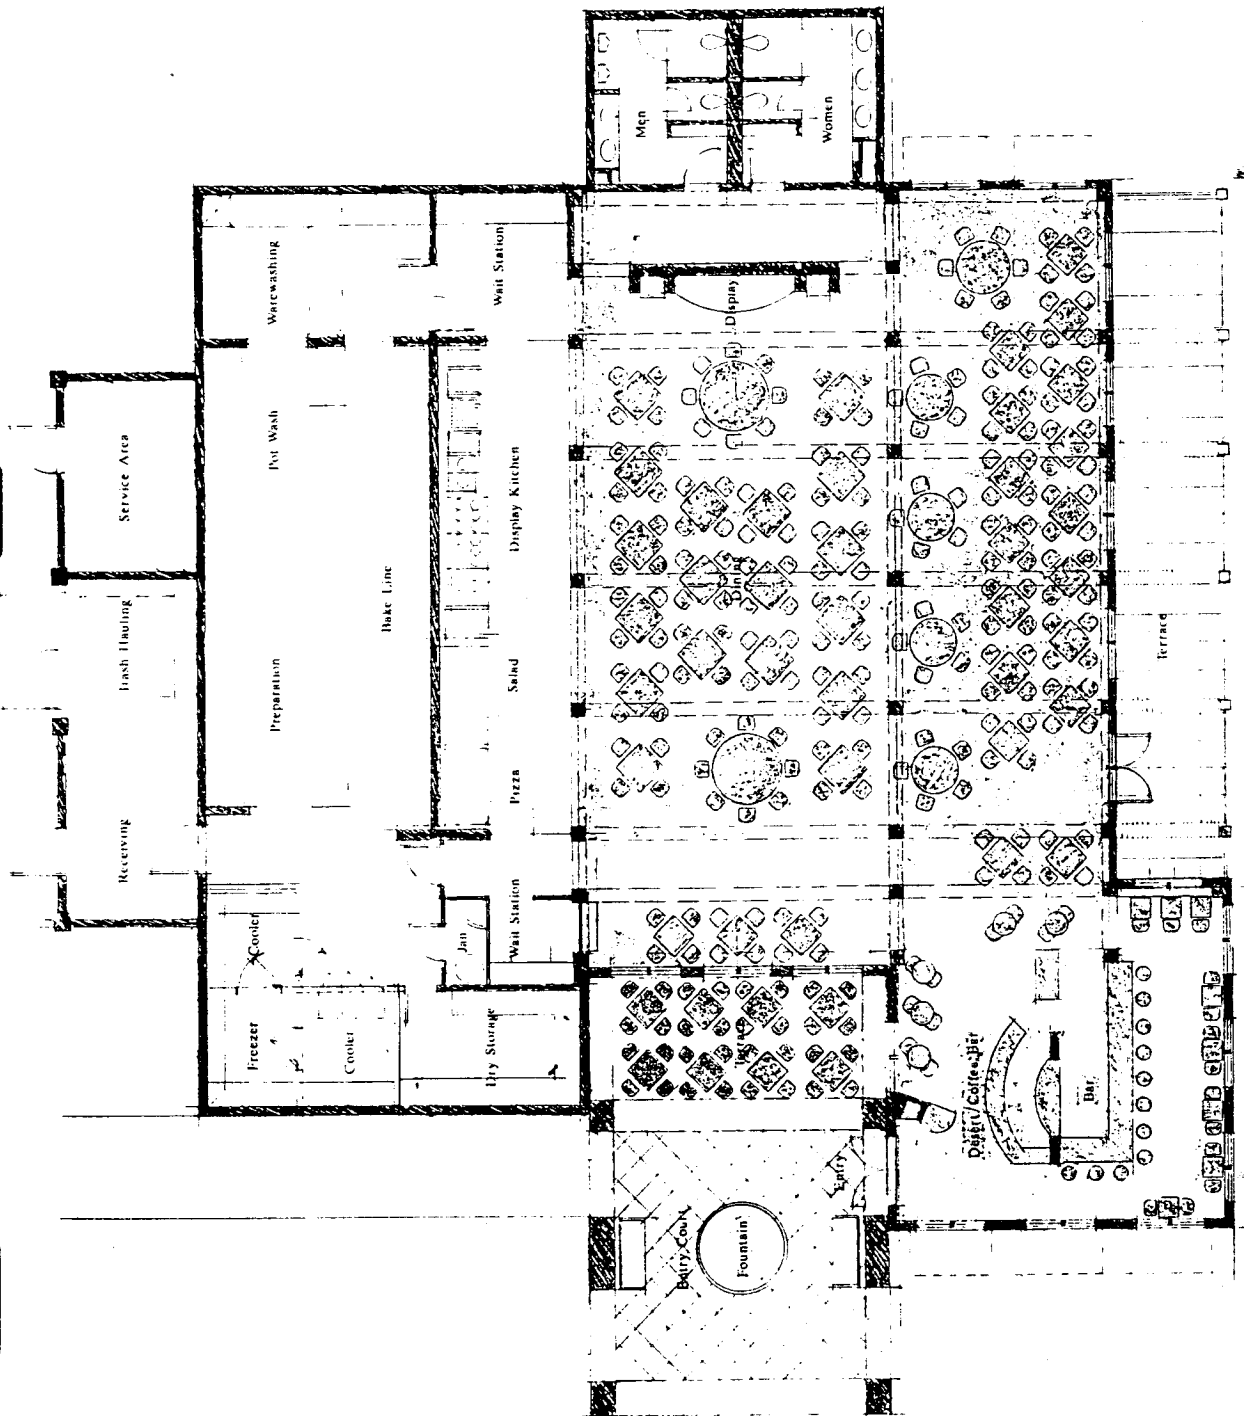 Men
Women
Warewashing
Wait Station
Display
Service Area
Pot Wash
Display Kitchen
Dining
Trash Hauling
Bake Line
Preparation
Salad
Pizza
Terrace
Receiving
Cooler
Jan
Wait Station
Freezer
Cooler
Dry Storage
Terrace
Desert/Coffee Bar
Bar
Entry
Entry Court
Fountain